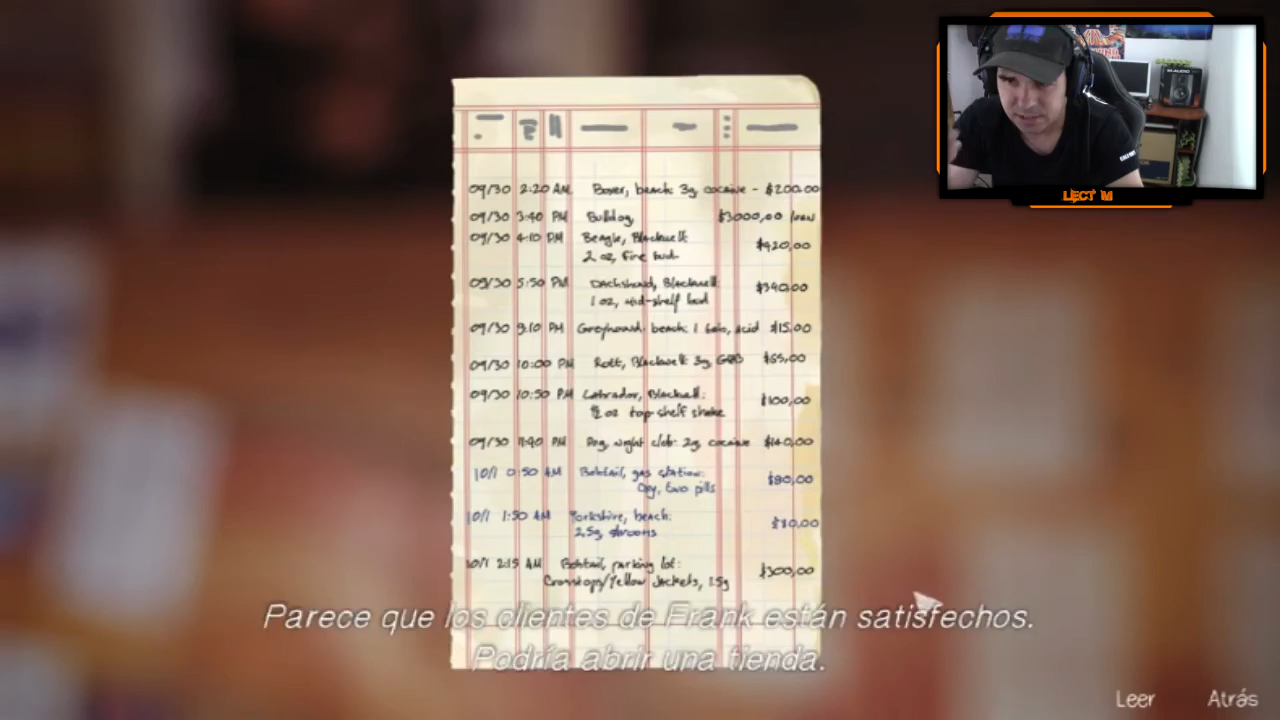 09/30 2:20 AM Boxer, beach: 3g, cocaine - $200.00
09/30 3:40 PM Bulldog, $3000,00 loan
09/30 4:10 PM Beagle, Blackwell: $420,00
2 oz, fine bud
09/30 5:50 PM Dachshund, Blackwell: $340.00
1 oz, mid-shelf bud
09/30 9:10 PM Greyhound, beach: 1 tab, acid $15.00
09/30 10:00 PM Rott, Blackwell: 3g, GHB $65,00
09/30 10:50 PM Labrador, Blackwell: $100,00
oz top-shelf shake
09/30 11:40 PM Pug, night club: 2g, cocaine $140,00
10/1 0:50 AM Bobtail, gas station: $80,00
Oxy, two pills
10/1 1:50 AM Yorkshire, beach:
2.5g, shrooms
10/1 2:15 AM Bobtail, parking lot: $300,00
Crosstops/Yellow Jackets, 15g
Parece que los clientes de Frank están satisfechos.
Podría abrir una tienda.
Leer Atrás
M-AUDIO